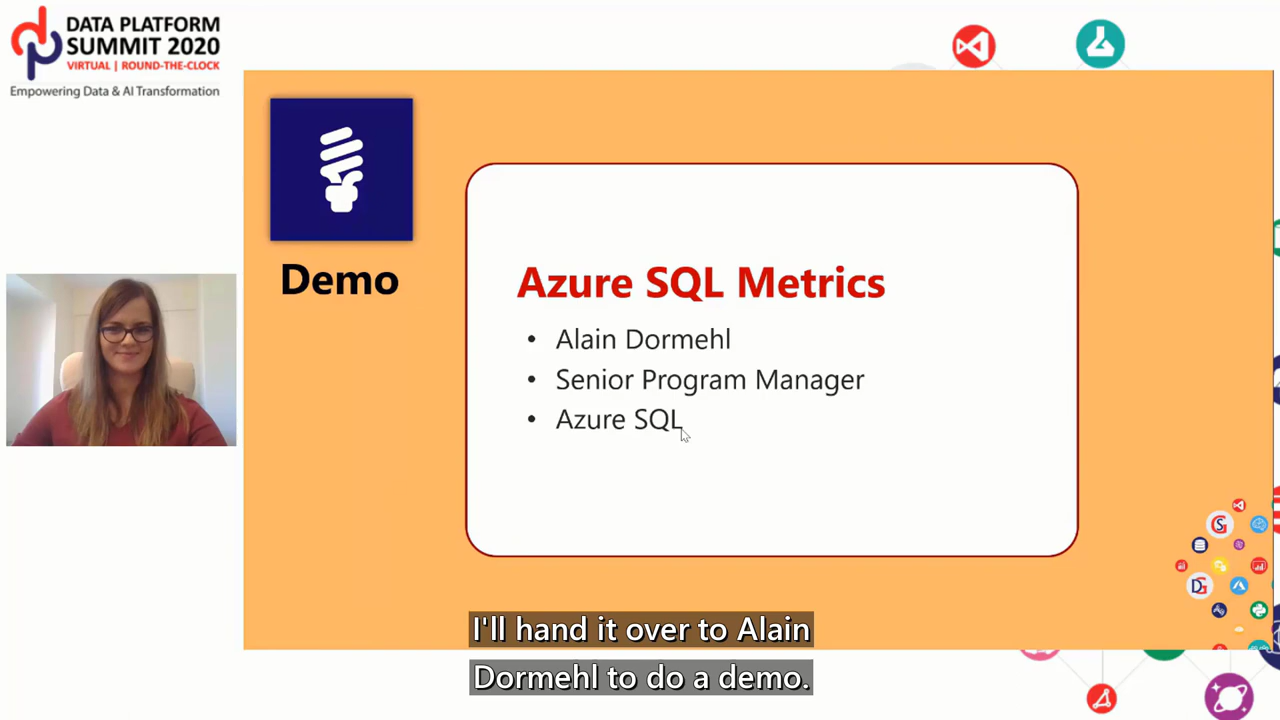 DATA PLATFORM
SUMMIT 2020
VIRTUAL | ROUND-THE-CLOCK
Empowering Data & AI Transformation
Demo
Azure SQL Metrics
• Alain Dormehl
• Senior Program Manager
• Azure SQL
I'll hand it over to Alain
Dormehl to do a demo.